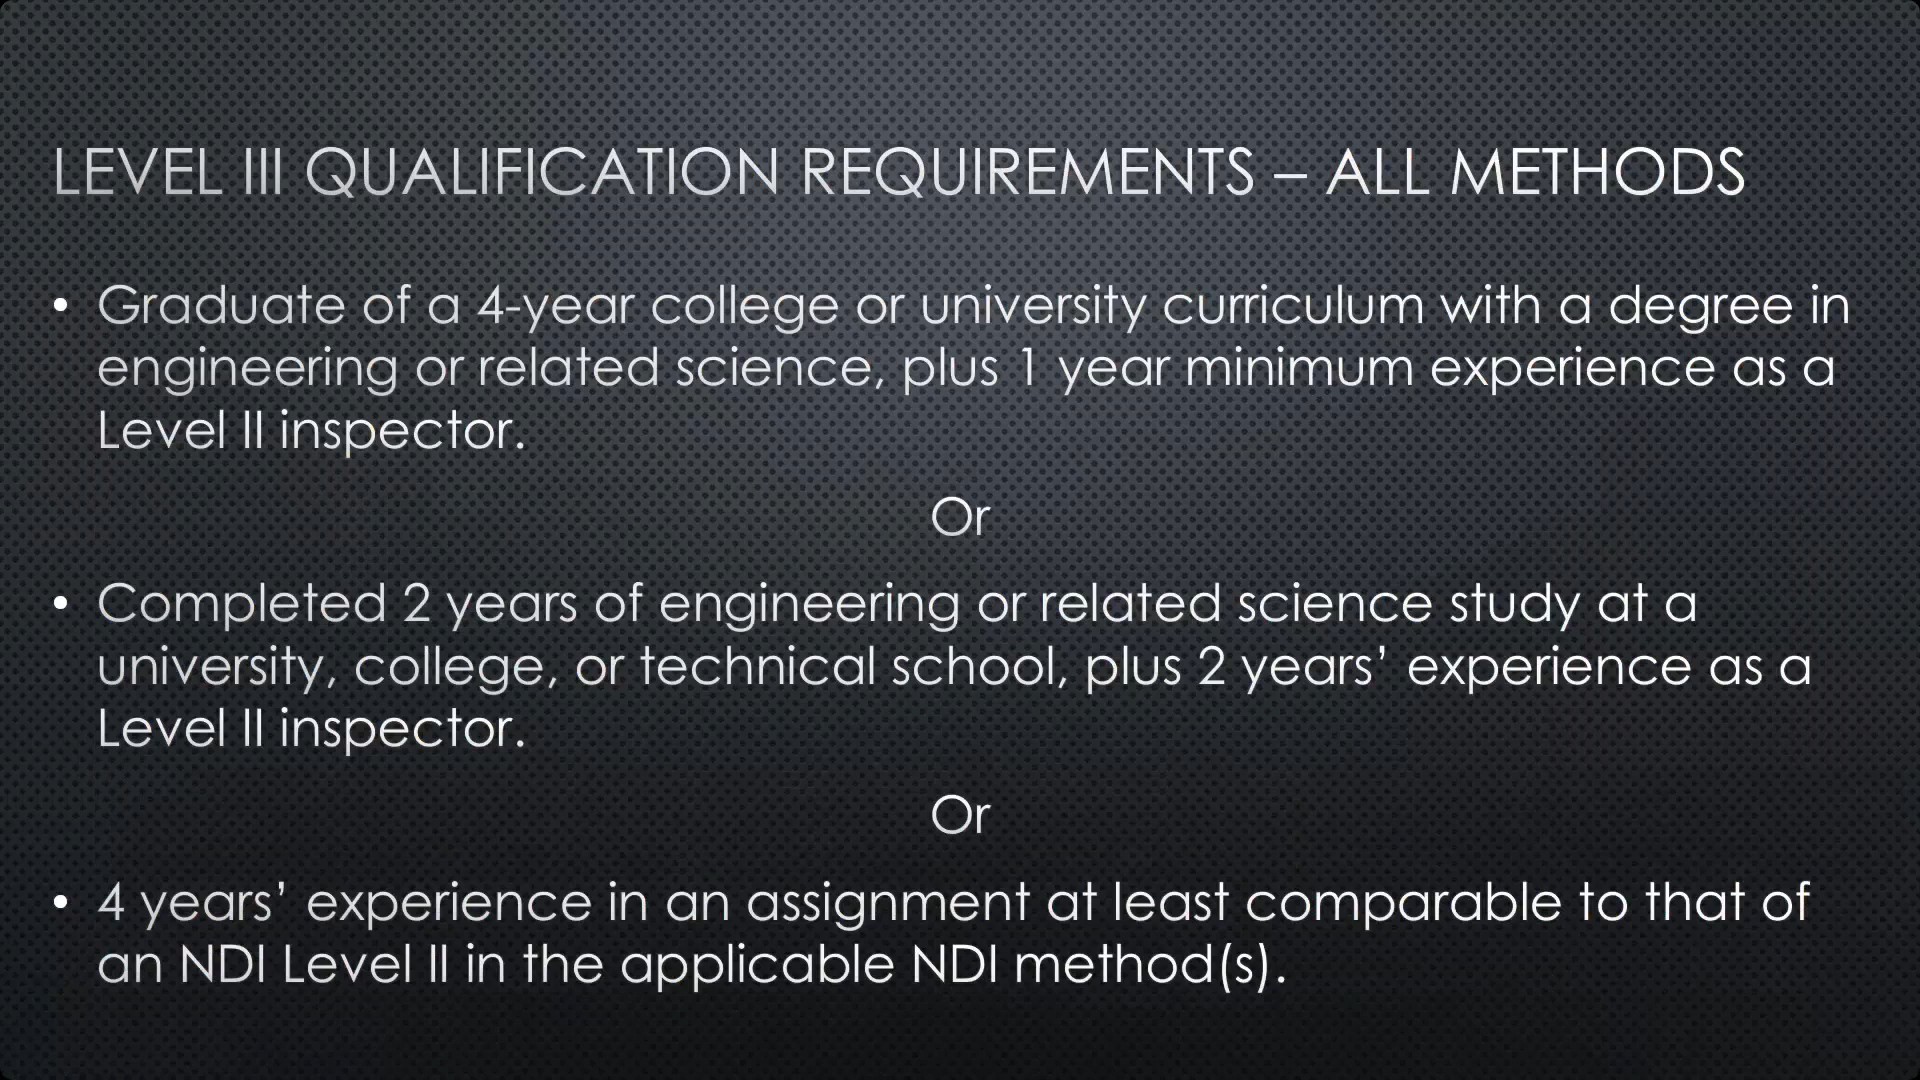 LEVEL III QUALIFICATION REQUIREMENTS – ALL METHODS
• Graduate of a 4-year college or university curriculum with a degree in
engineering or related science, plus 1 year minimum experience as a
Level II inspector.
Or
• Completed 2 years of engineering or related science study at a
university, college, or technical school, plus 2 years’ experience as a
Level II inspector.
Or
• 4 years’ experience in an assignment at least comparable to that of
an NDI Level II in the applicable NDI method(s).